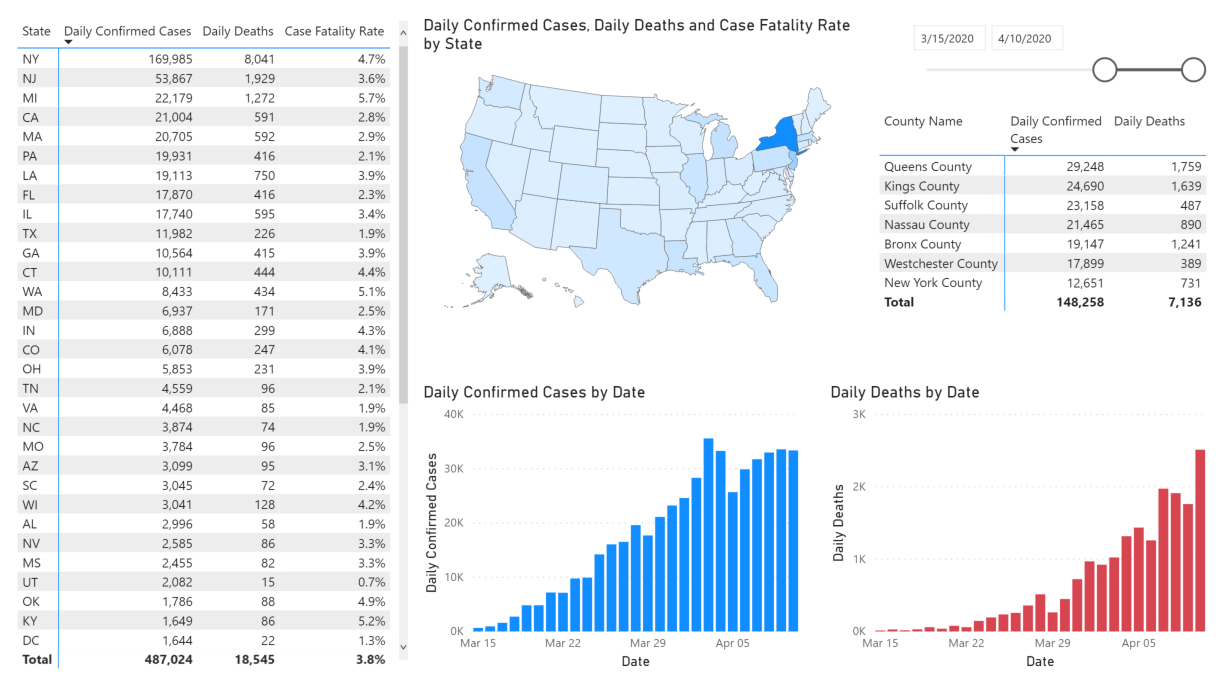 State Daily Confirmed Cases Daily Deaths Case Fatality Rate
NY 169,985 8,041 4.7%
NJ 53,867 1,929 3.6%
MI 22,179 1,272 5.7%
CA 21,004 591 2.8%
MA 20,705 592 2.9%
PA 19,931 416 2.1%
LA 19,113 750 3.9%
FL 17,870 416 2.3%
IL 17,740 595 3.4%
TX 11,982 226 1.9%
GA 10,564 415 3.9%
CT 10,111 444 4.4%
WA 8,433 434 5.1%
MD 6,937 171 2.5%
IN 6,888 299 4.3%
CO 6,078 247 4.1%
OH 5,853 231 3.9%
TN 4,559 96 2.1%
VA 4,468 85 1.9%
NC 3,874 74 1.9%
MO 3,784 96 2.5%
AZ 3,099 95 3.1%
SC 3,045 72 2.4%
WI 3,041 128 4.2%
AL 2,996 58 1.9%
NV 2,585 86 3.3%
MS 2,455 82 3.3%
UT 2,082 15 0.7%
OK 1,786 88 4.9%
KY 1,649 86 5.2%
DC 1,644 22 1.3%
Total 487,024 18,545 3.8%
Daily Confirmed Cases, Daily Deaths and Case Fatality Rate
by State
3/15/2020 4/10/2020
County Name Daily Confirmed Daily Deaths
Cases
Queens County 29,248 1,759
Kings County 24,690 1,639
Suffolk County 23,158 487
Nassau County 21,465 890
Bronx County 19,147 1,241
Westchester County 17,899 389
New York County 12,651 731
Total 148,258 7,136
Daily Confirmed Cases by Date
Daily Confirmed Cases
40K
30K
20K
10K
0K
Mar 15 Mar 22 Mar 29 Apr 05
Date
Daily Deaths by Date
Daily Deaths
3K
2K
1K
0K
Mar 15 Mar 22 Mar 29 Apr 05
Date